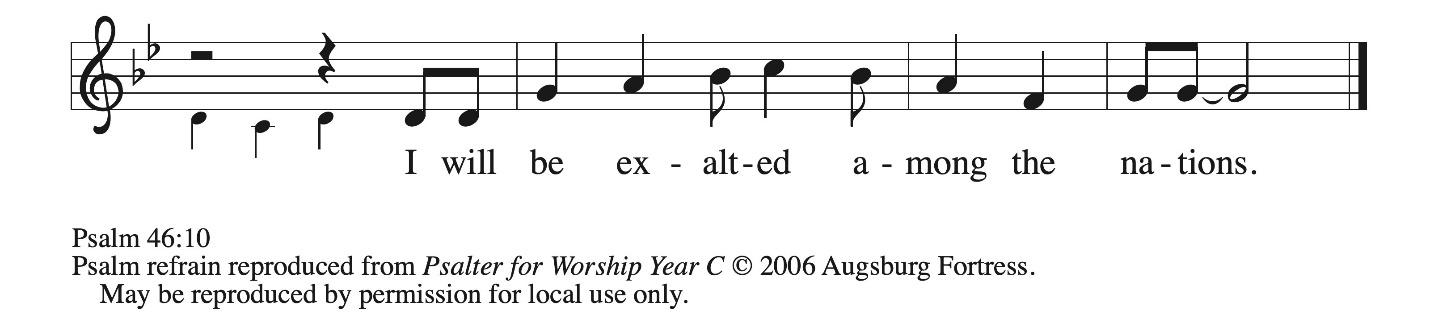 I will be ex - alt - ed a - mong the na - tions.
Psalm 46:10
Psalm refrain reproduced from Psalter for Worship Year C © 2006 Augsburg Fortress.
May be reproduced by permission for local use only.